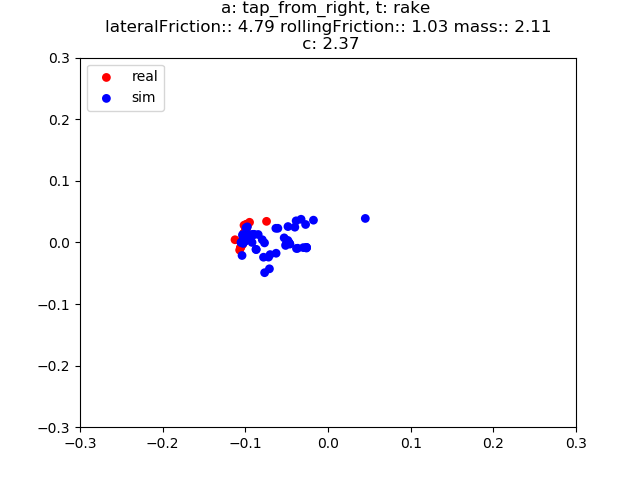 a: tap_from_right, t: rake
lateralFriction:: 4.79 rollingFriction:: 1.03 mass:: 2.11
c: 2.37
0.3
real
sim
0.2
0.1
0.0
−0.1
−0.2
−0.3
−0.3 −0.2 −0.1 0.0 0.1 0.2 0.3